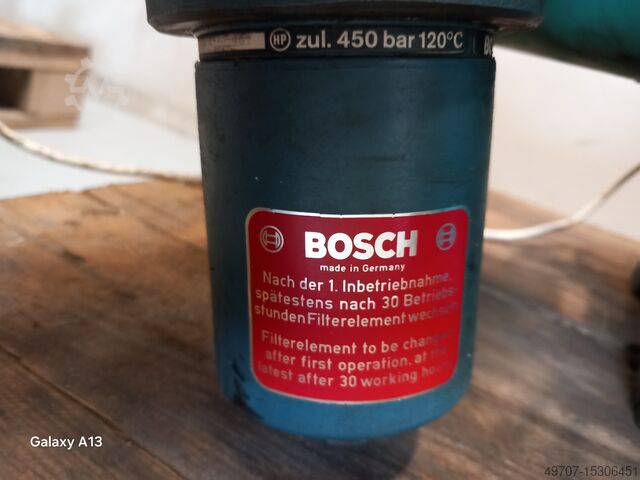 HP zul. 450 bar 120°C
BOSCH
made in Germany
Nach der 1. Inbetriebnahme,
spätestens nach 30 Betriebs-
stunden Filterelement wechseln
Filterelement to be changed
after first operation, at the
latest after 30 working hours
Galaxy A13
49707-15306451